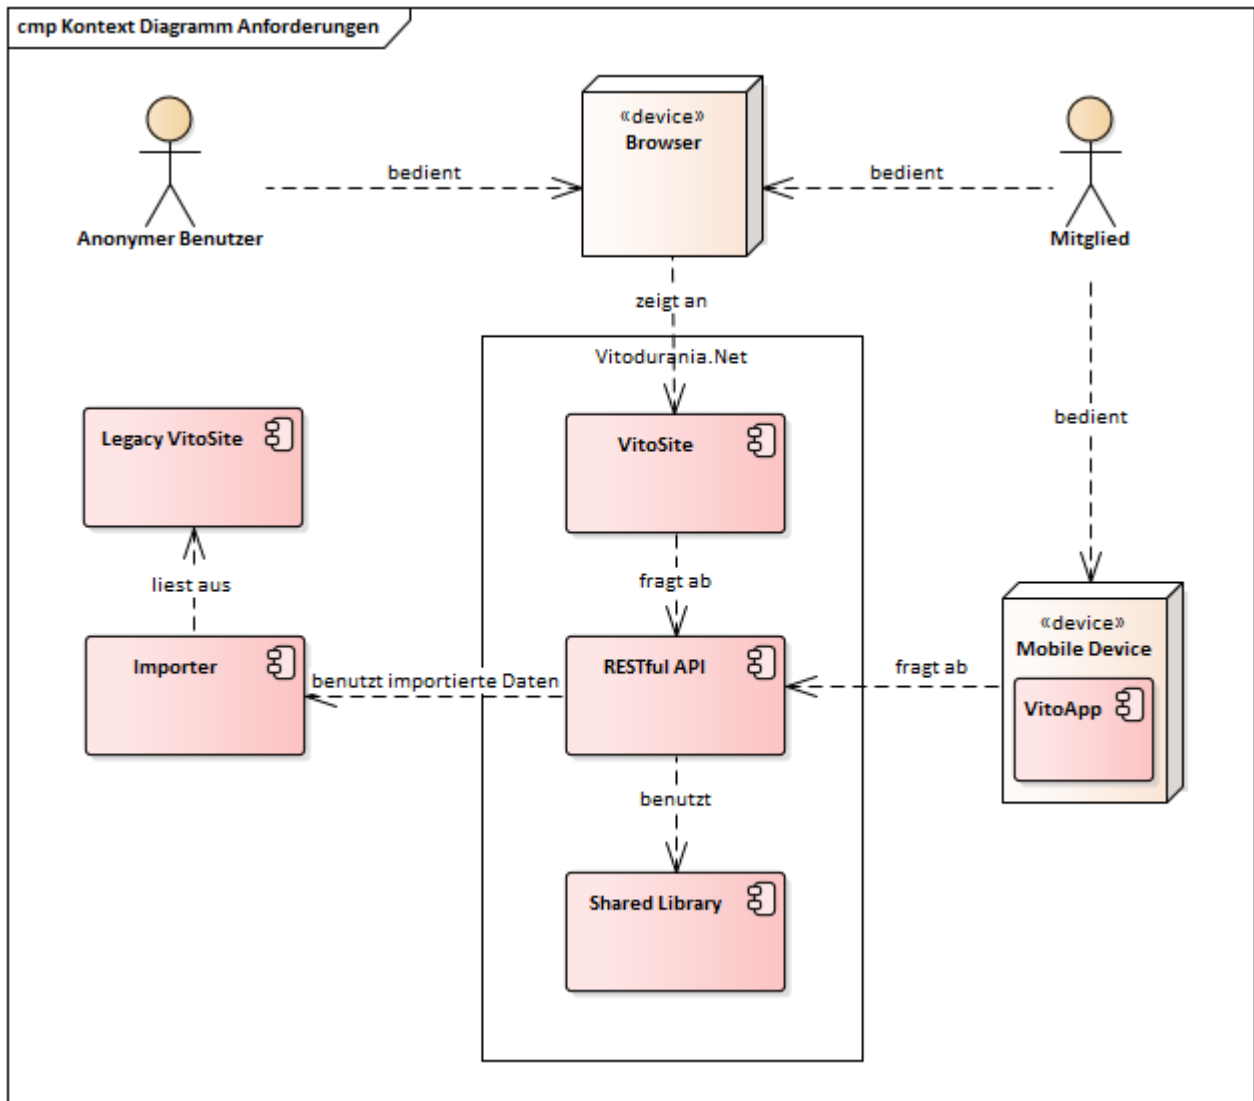 cmp Kontext Diagramm Anforderungen
«device»
Browser
bedient
bedient
Anonymer Benutzer
Mitglied
zeigt an
Vitodurania.Net
Legacy VitoSite
VitoSite
bedient
liest aus
fragt ab
«device»
Mobile Device
Importer
RESTful API
fragt ab
benutzt importierte Daten
VitoApp
benutzt
Shared Library